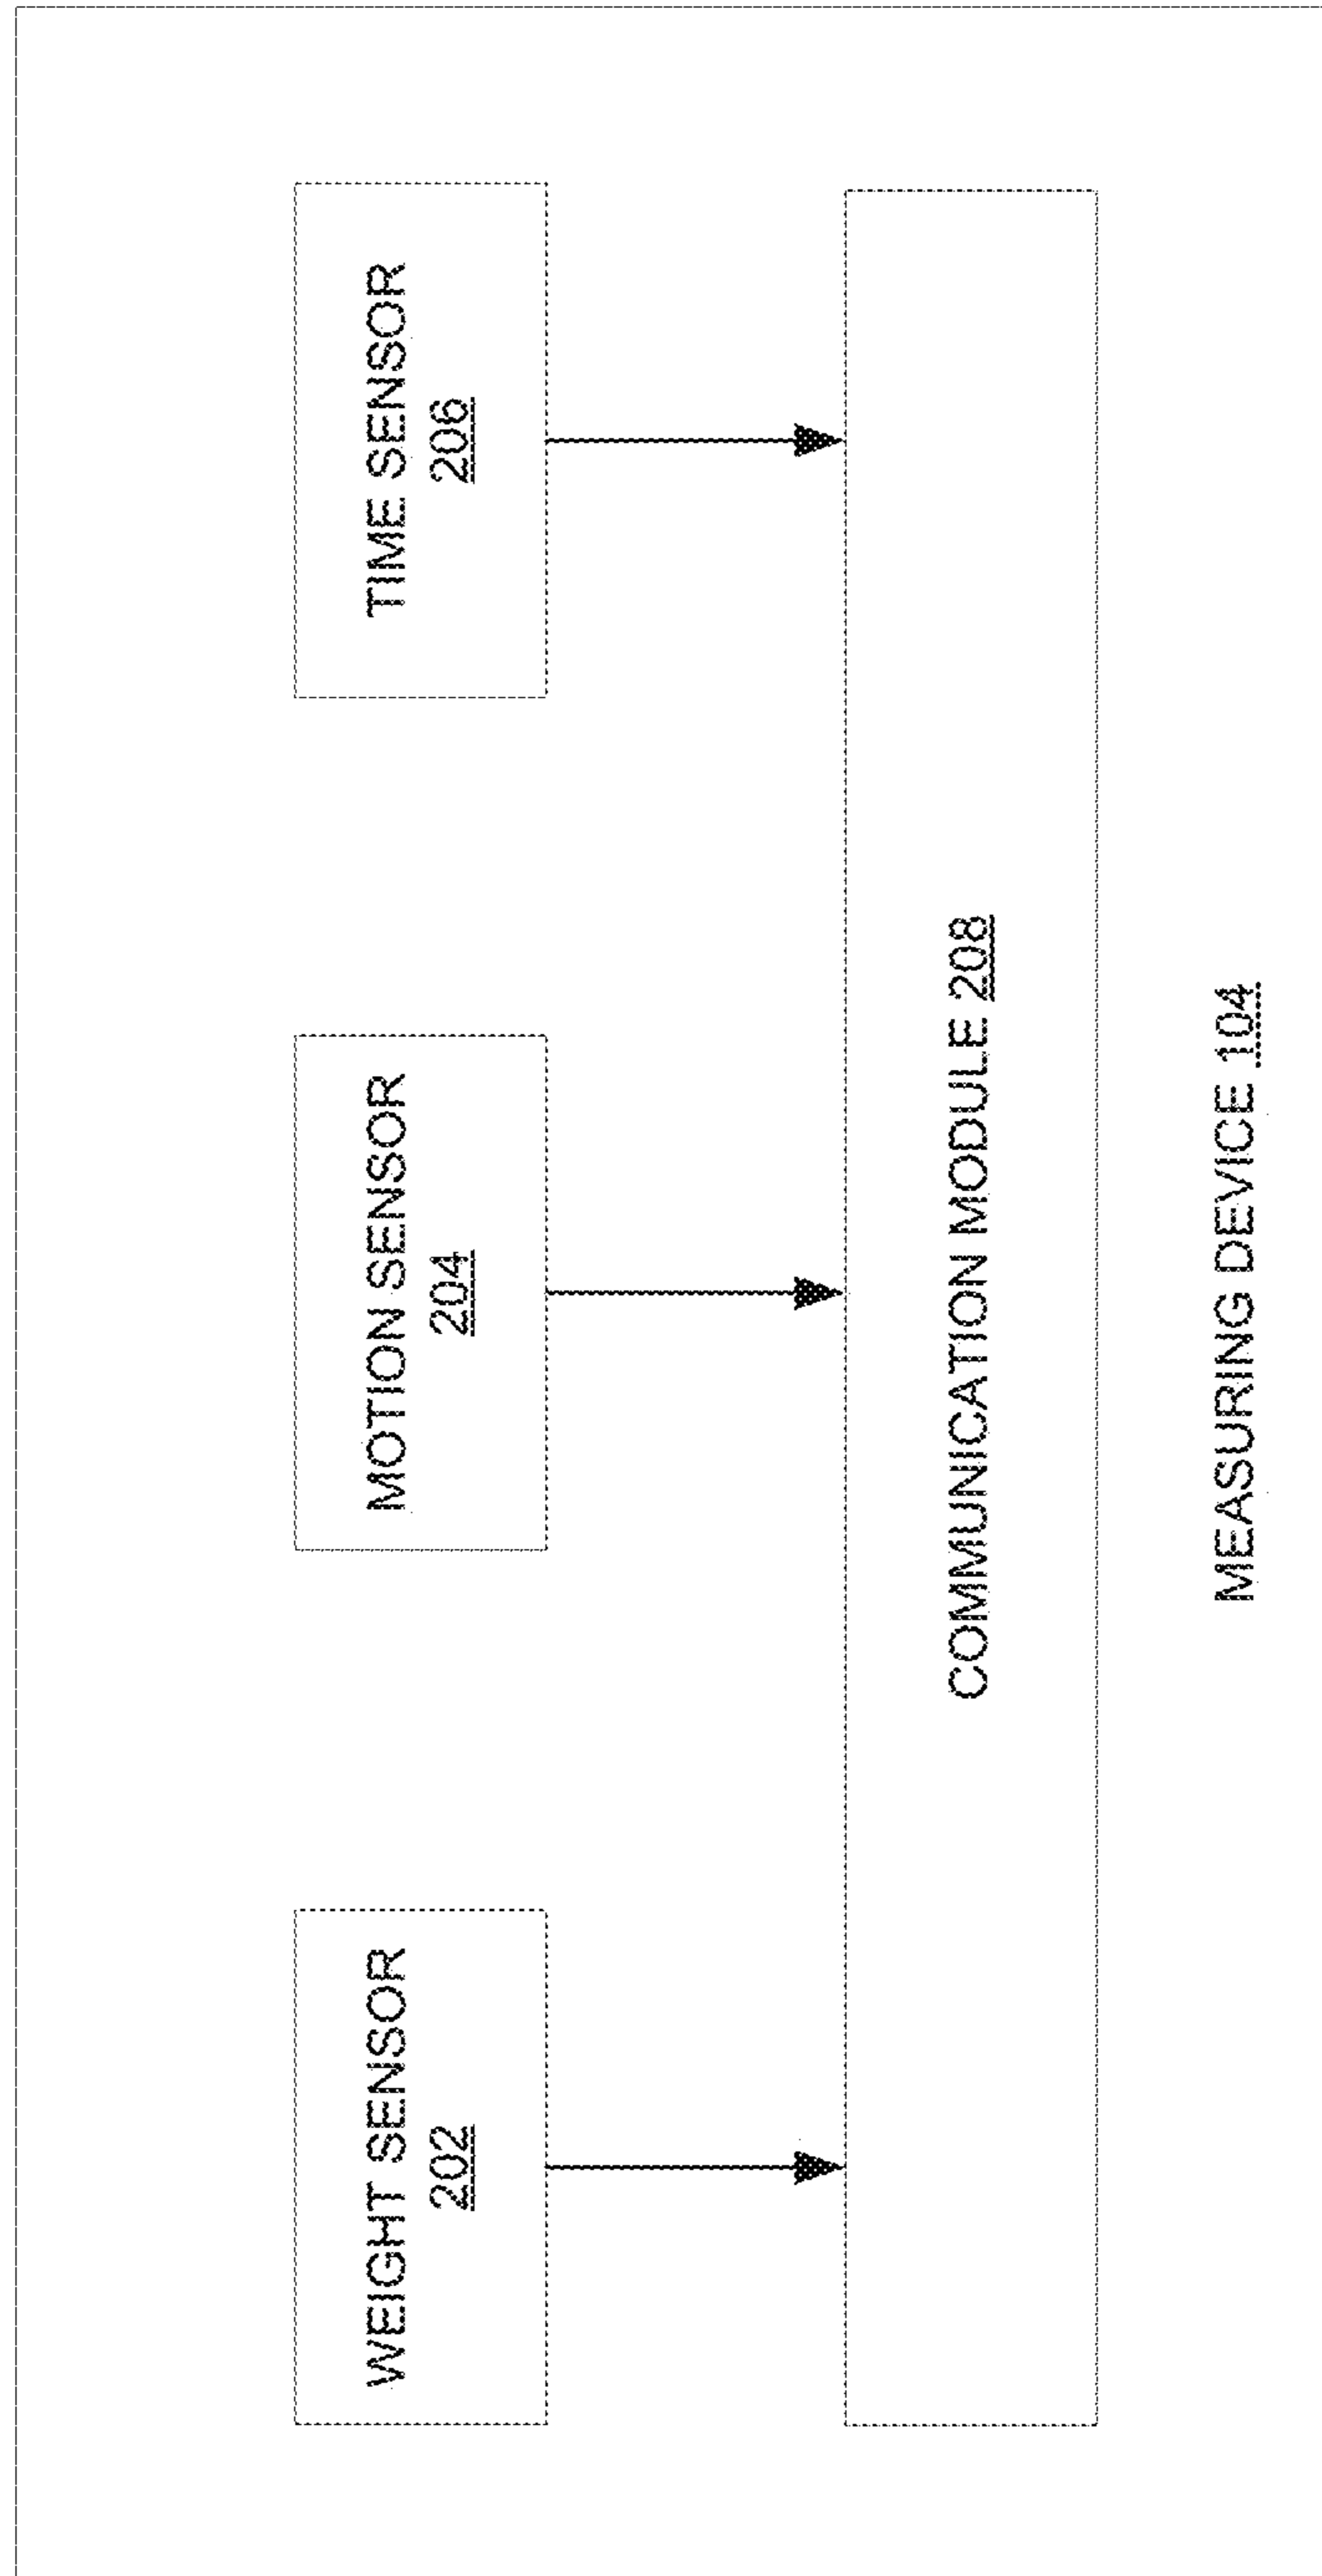 WEIGHT SENSOR
202
MOTION SENSOR
204
TIME SENSOR
206
COMMUNICATION MODULE 208
MEASURING DEVICE 104